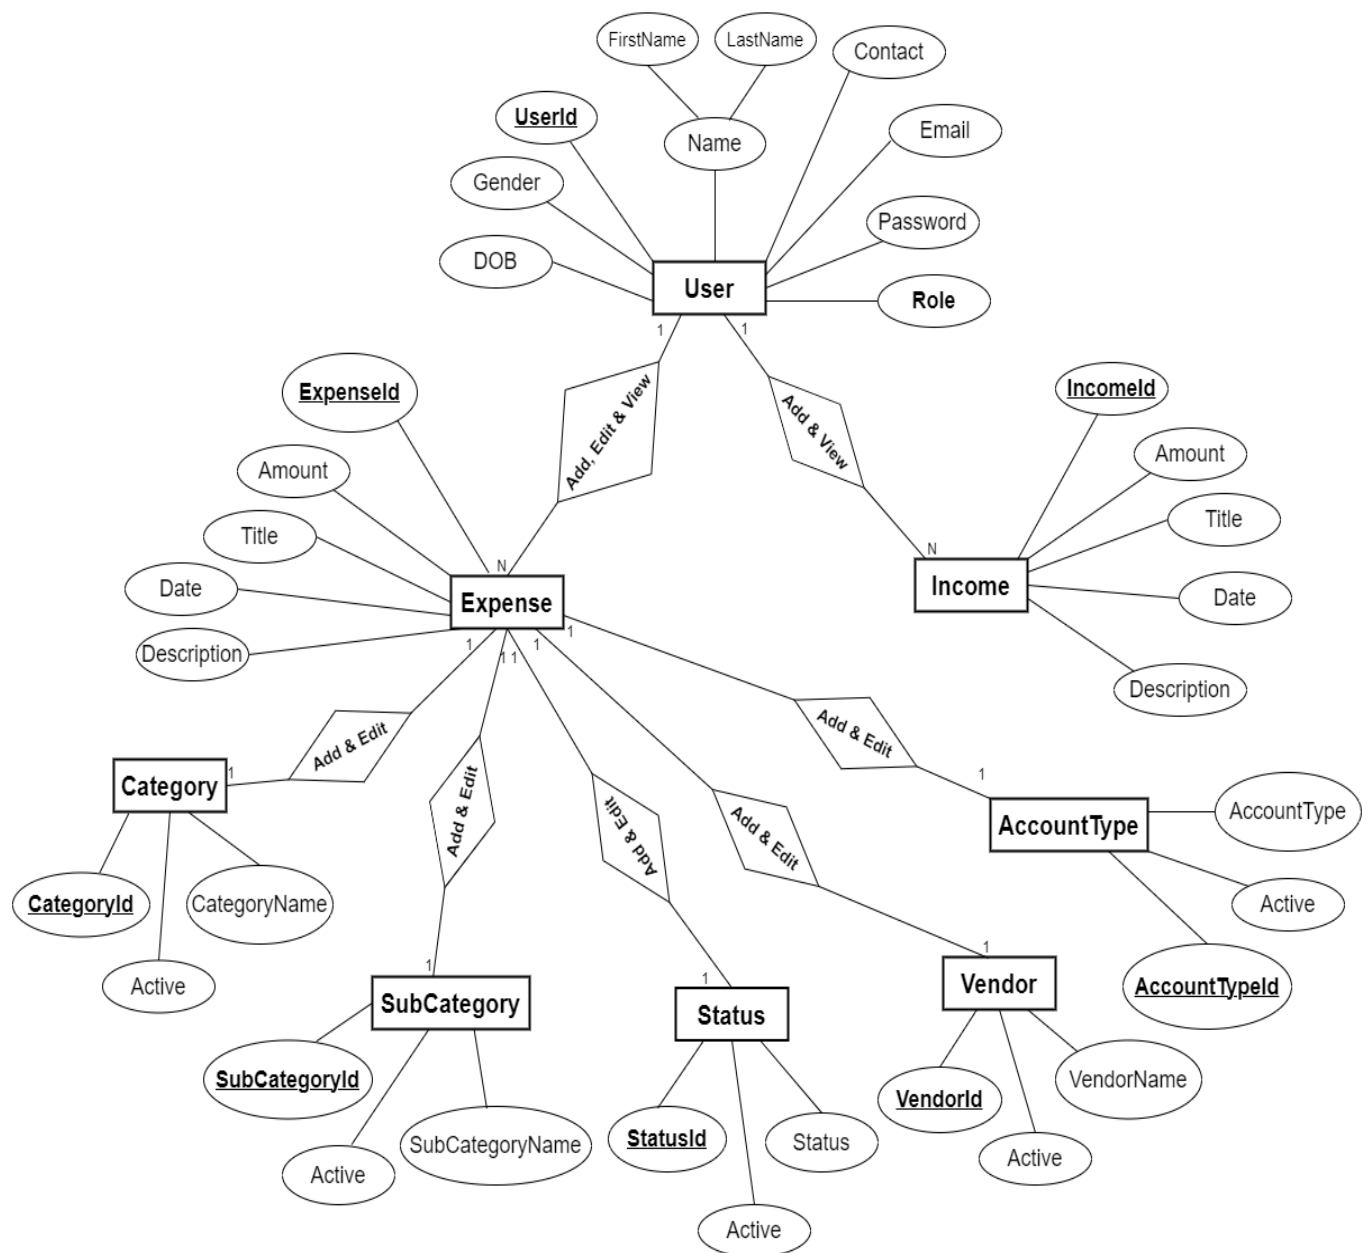 FirstName
LastName
Contact
UserId
Name
Email
Gender
Password
DOB
User
Role
1
1
ExpenseId
Add, Edit & View
Add & View
IncomeId
Amount
Amount
Title
Title
N
N
Date
Expense
Income
Date
Description
1
1
1
1
1
Description
Add & Edit
Add & Edit
Add & Edit
Add & Edit
Add & Edit
1
Category
1
AccountType
AccountType
CategoryId
CategoryName
Active
Active
1
1
1
SubCategory
Status
Vendor
AccountTypeId
SubCategoryId
VendorId
VendorName
SubCategoryName
StatusId
Status
Active
Active
Active